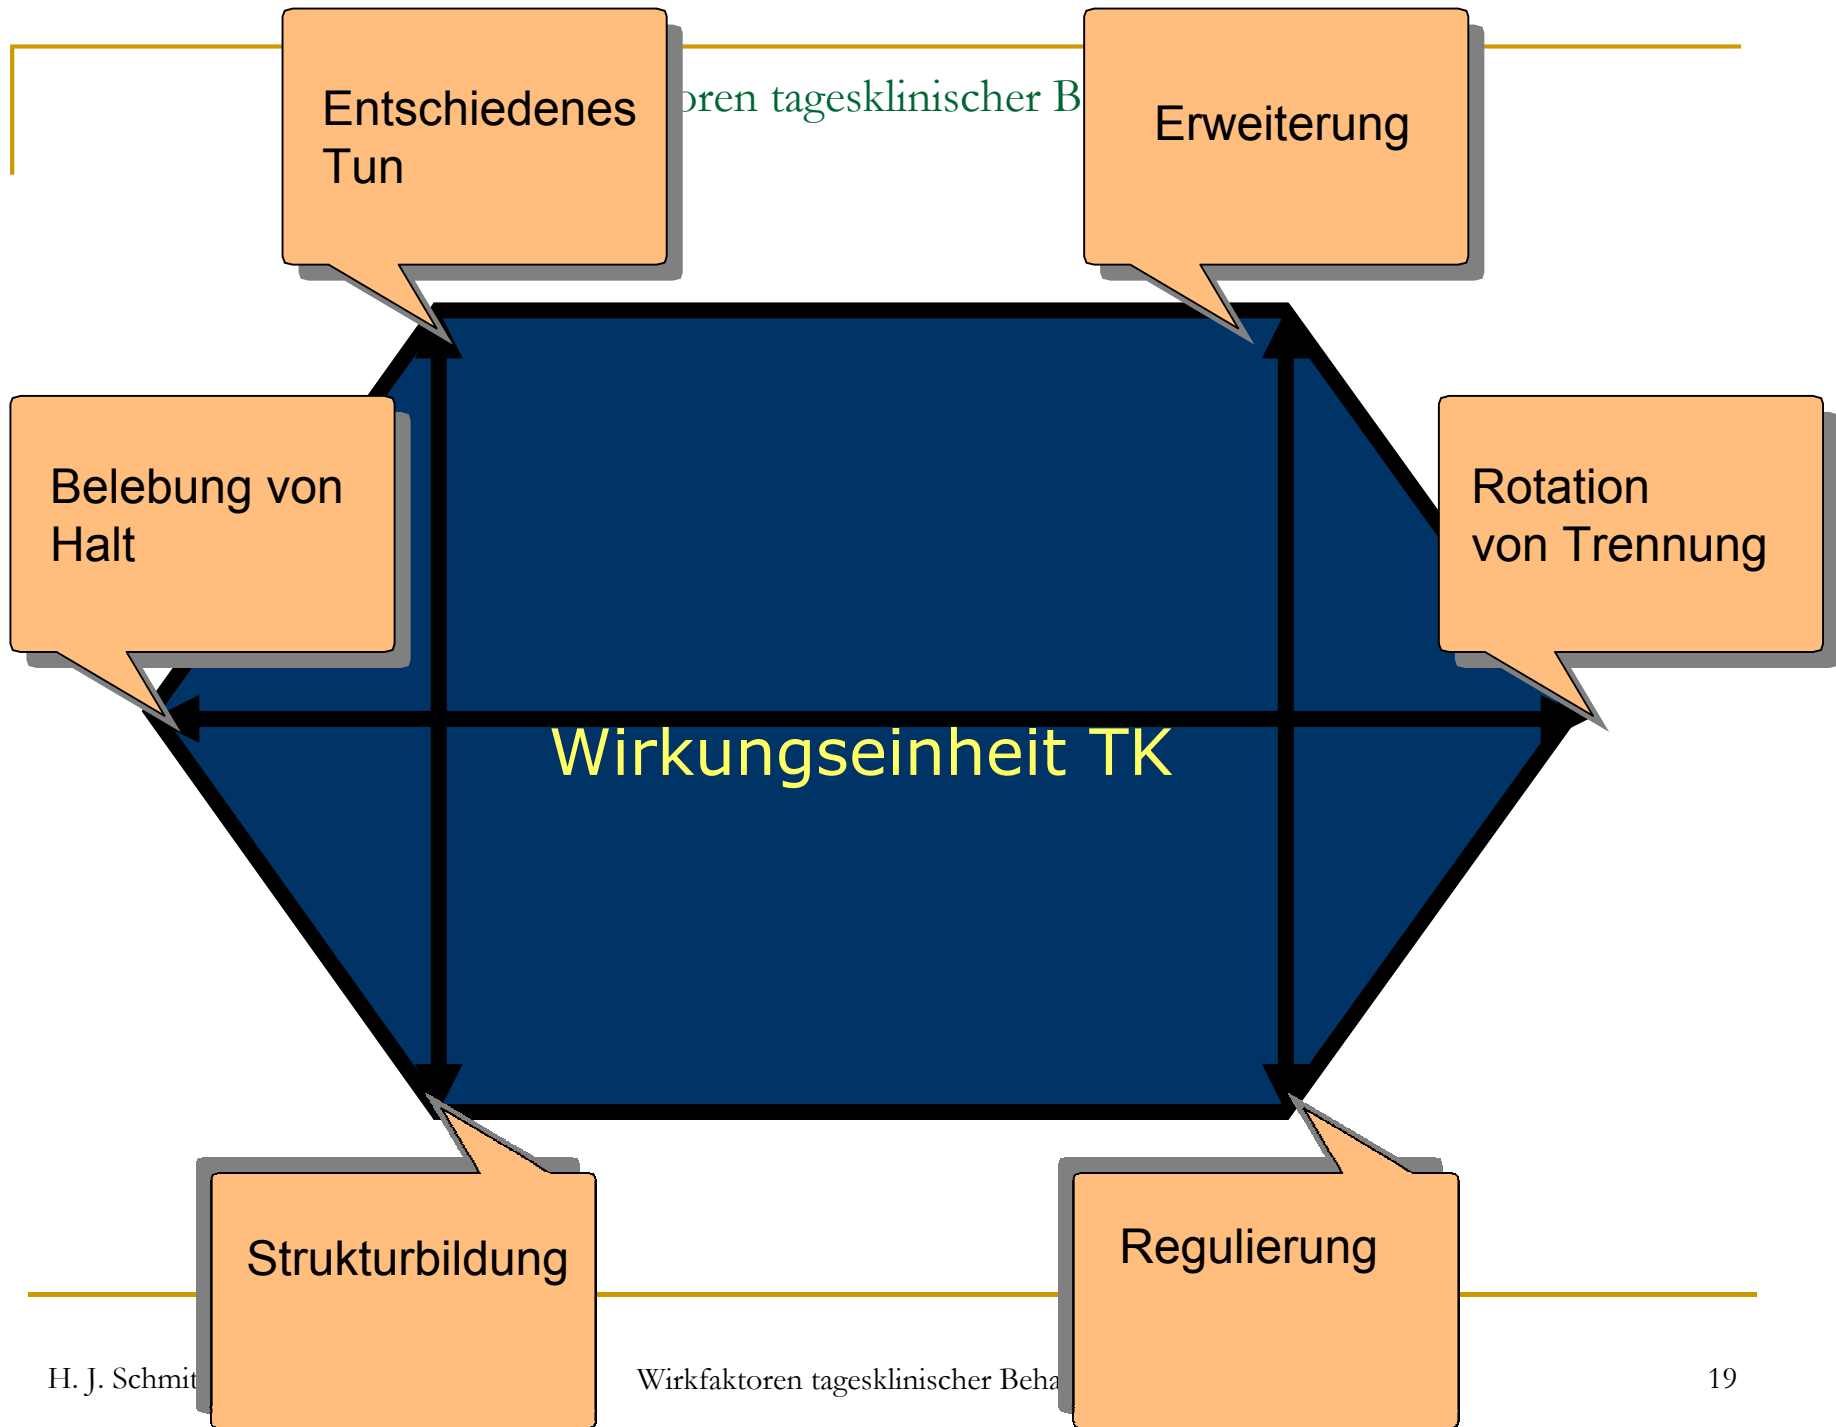 Entschiedenes
Tun
oren tagesklinischer B
Erweiterung
Belebung von
Halt
Rotation
von Trennung
Wirkungseinheit TK
Strukturbildung
Regulierung
H. J. Schmit
Wirkfaktoren tagesklinischer Beha
19